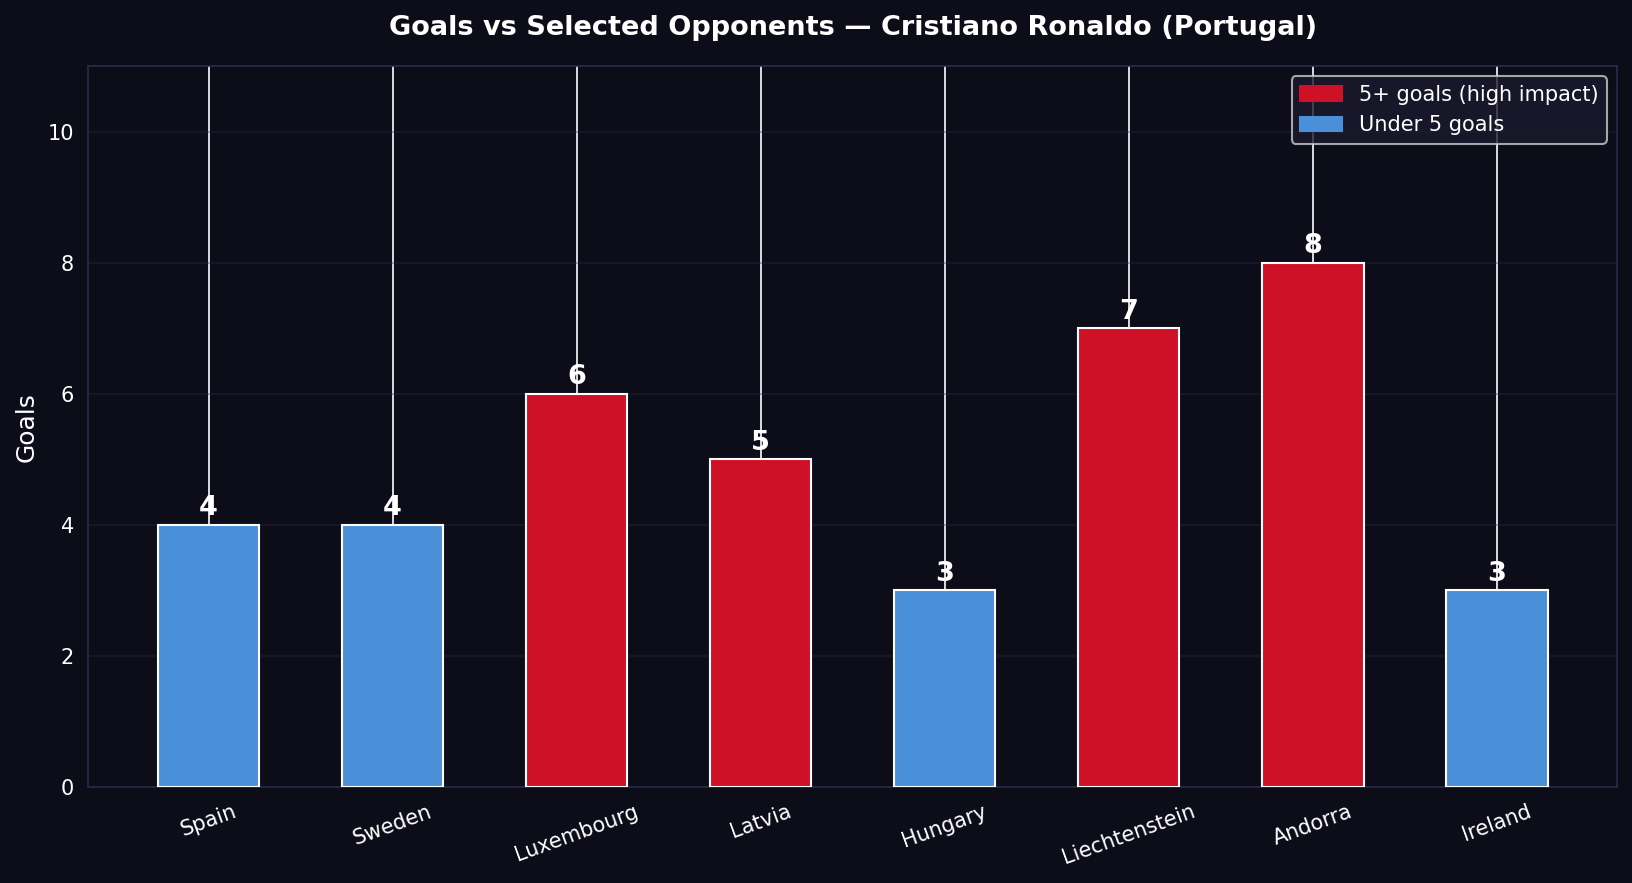 Goals vs Selected Opponents — Cristiano Ronaldo (Portugal)
5+ goals (high impact)
Under 5 goals
Goals
10
8
6
4
2
0
4
4
6
5
3
7
8
3
Spain
Sweden
Luxembourg
Latvia
Hungary
Liechtenstein
Andorra
Ireland